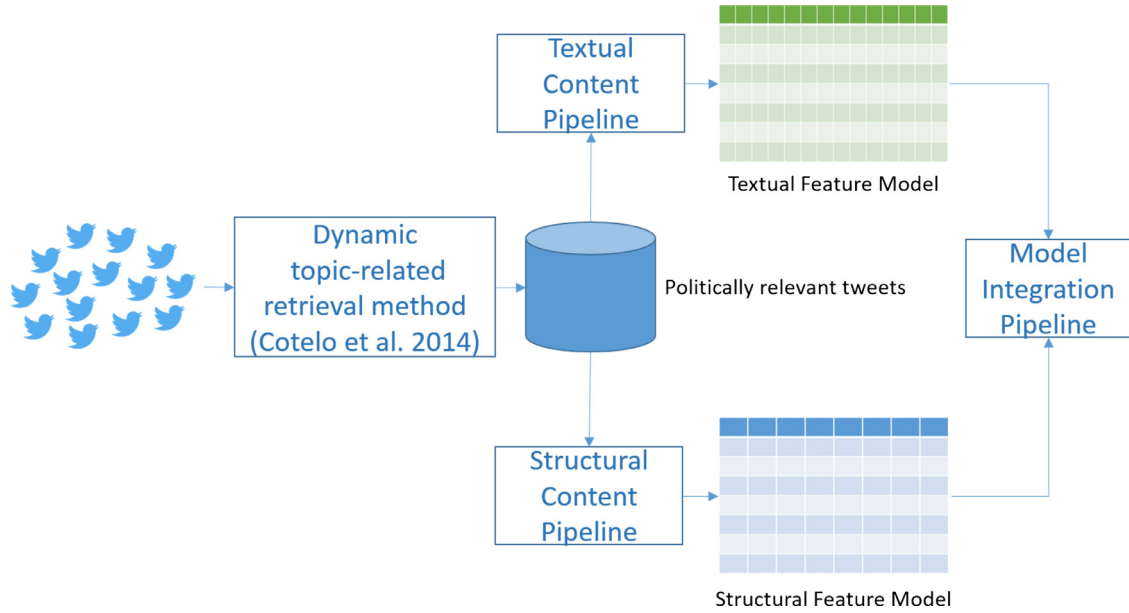 Textual
Content
Pipeline
Textual Feature Model
Dynamic
topic-related
retrieval method
(Cotelo et al. 2014)
Politically relevant tweets
Model
Integration
Pipeline
Structural
Content
Pipeline
Structural Feature Model